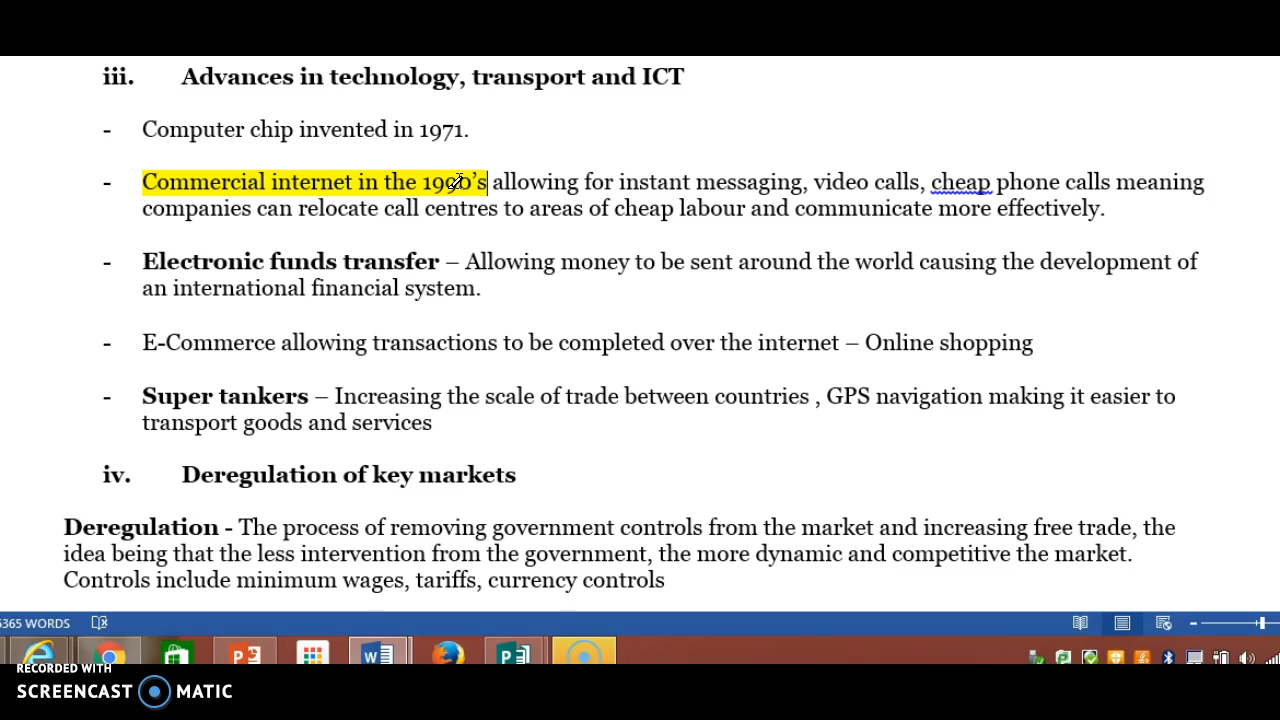 iii. Advances in technology, transport and ICT
- Computer chip invented in 1971.
- Commercial internet in the 1990’s allowing for instant messaging, video calls, cheap phone calls meaning
companies can relocate call centres to areas of cheap labour and communicate more effectively.
- Electronic funds transfer – Allowing money to be sent around the world causing the development of
an international financial system.
- E-Commerce allowing transactions to be completed over the internet – Online shopping
- Super tankers – Increasing the scale of trade between countries , GPS navigation making it easier to
transport goods and services
iv. Deregulation of key markets
Deregulation - The process of removing government controls from the market and increasing free trade, the
idea being that the less intervention from the government, the more dynamic and competitive the market.
Controls include minimum wages, tariffs, currency controls
5365 WORDS
RECORDED WITH
SCREENCAST MATIC